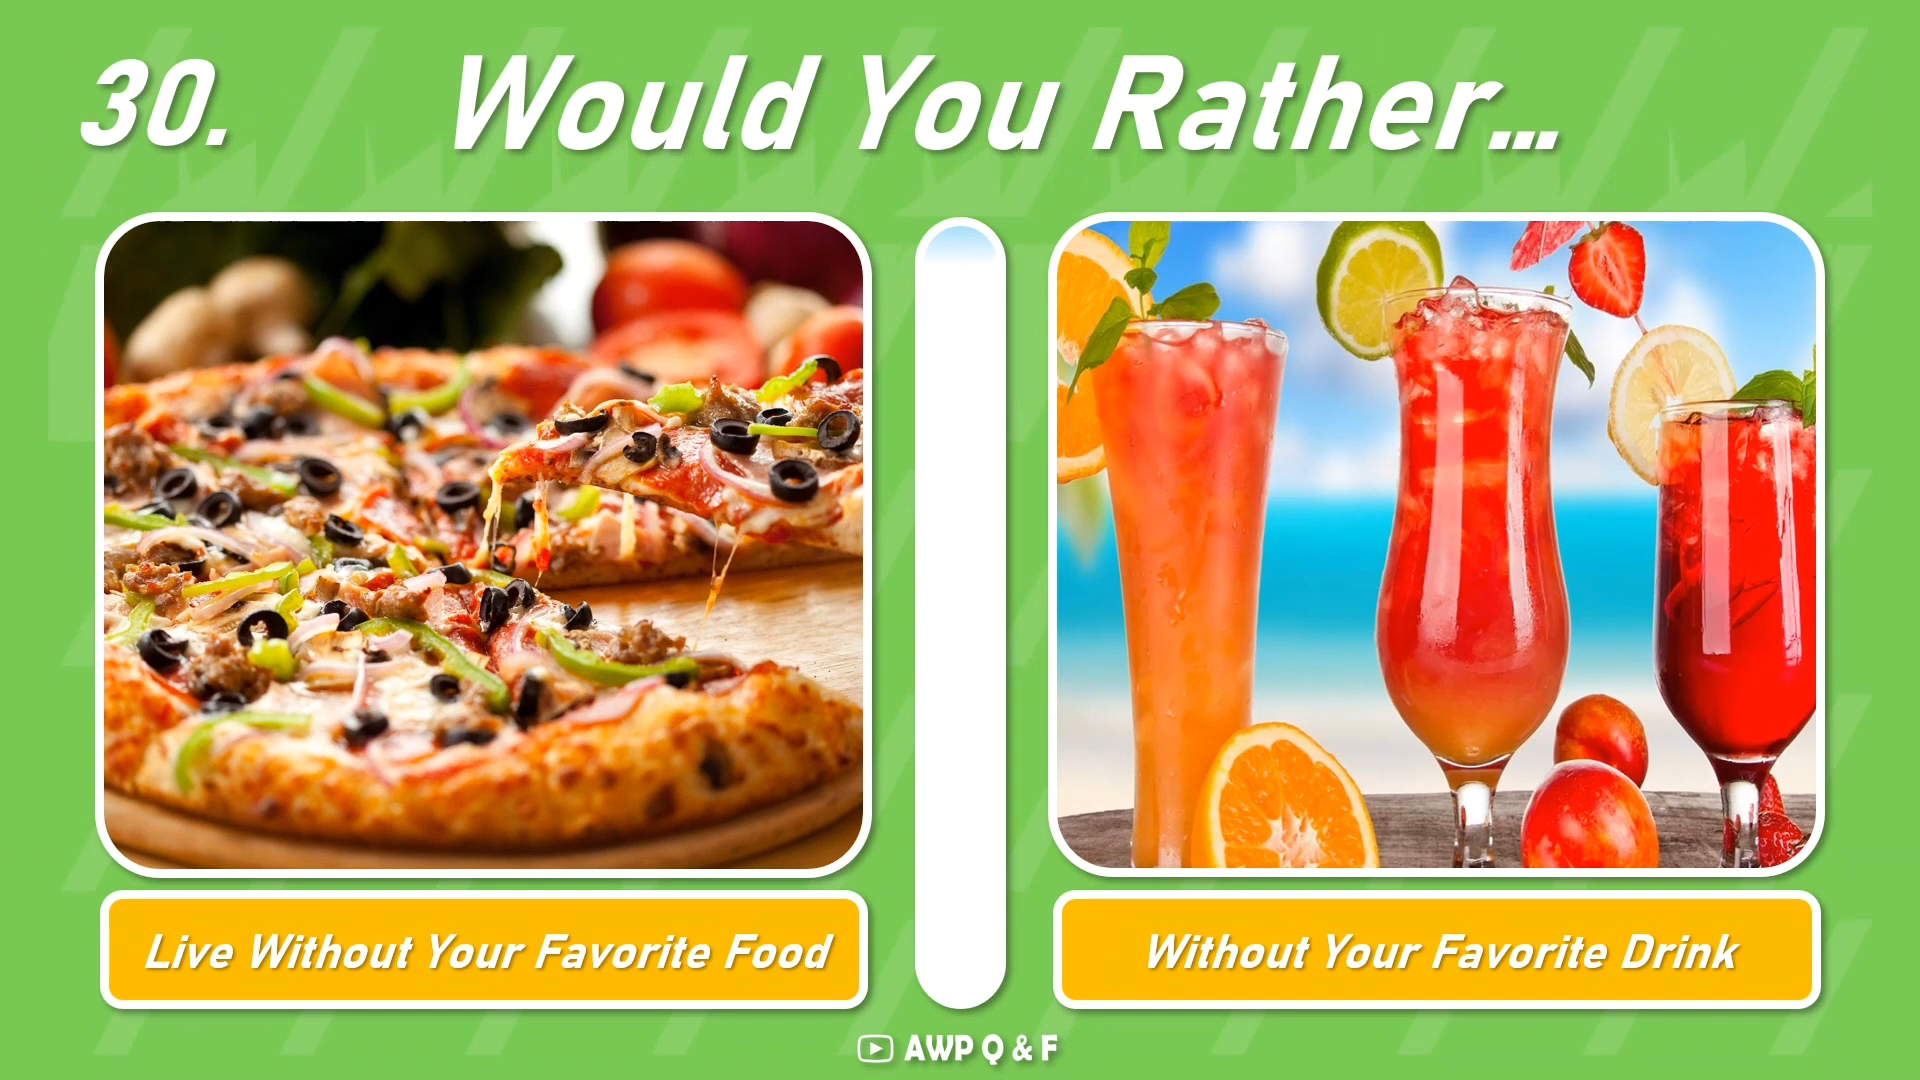 30.
Would You Rather...
Live Without Your Favorite Food
Without Your Favorite Drink
AWP Q & F